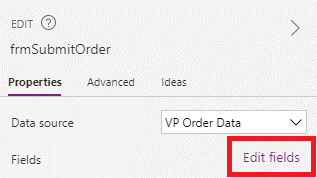 EDIT ?
frmSubmitOrder
Properties Advanced Ideas
Data source VP Order Data
Fields Edit fields